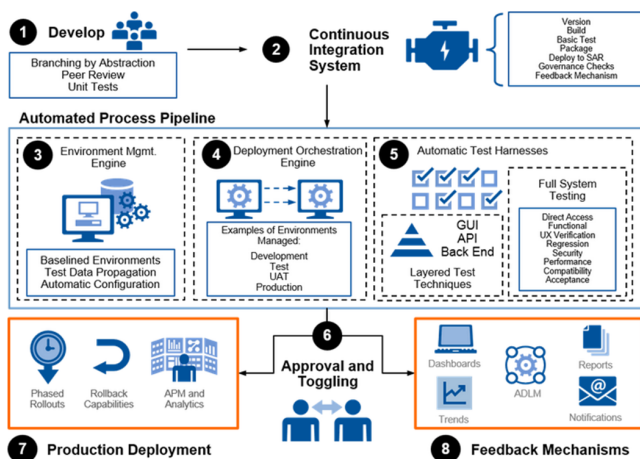 1 Develop
Branching by Abstraction
Peer Review
Unit Tests
2 Continuous
Integration
System
Version
Build
Basic Test
Package
Deploy to SAR
Governance Checks
Feedback Mechanism
Automated Process Pipeline
3 Environment Mgmt.
Engine
Baselined Environments
Test Data Propagation
Automatic Configuration
4 Deployment Orchestration
Engine
Examples of Environments
Managed:
Development
Test
UAT
Production
5 Automatic Test Harnesses
GUI
API
Back End
Layered Test
Techniques
Full System
Testing
Direct Access
Functional
UX Verification
Regression
Security
Performance
Compatibility
Acceptance
6
Approval and
Toggling
Phased
Rollouts
Rollback
Capabilities
APM and
Analytics
7 Production Deployment
Dashboards
Trends
ADLM
Reports
Notifications
8 Feedback Mechanisms